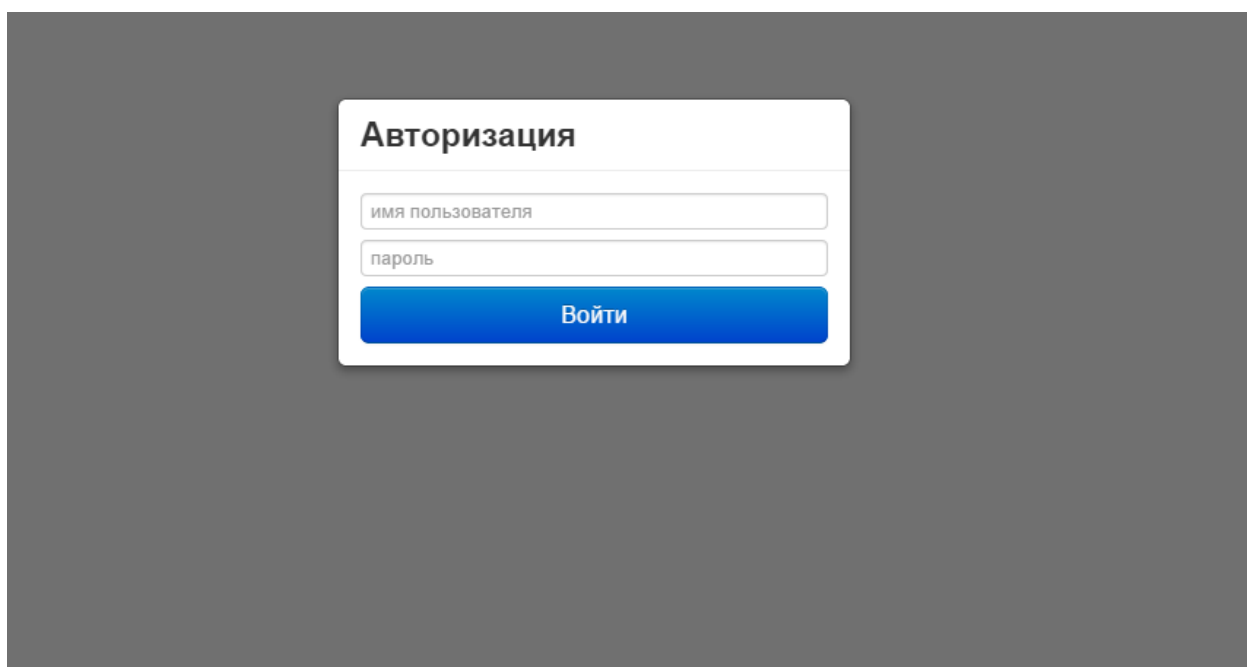 Авторизация
имя пользователя
пароль
Войти